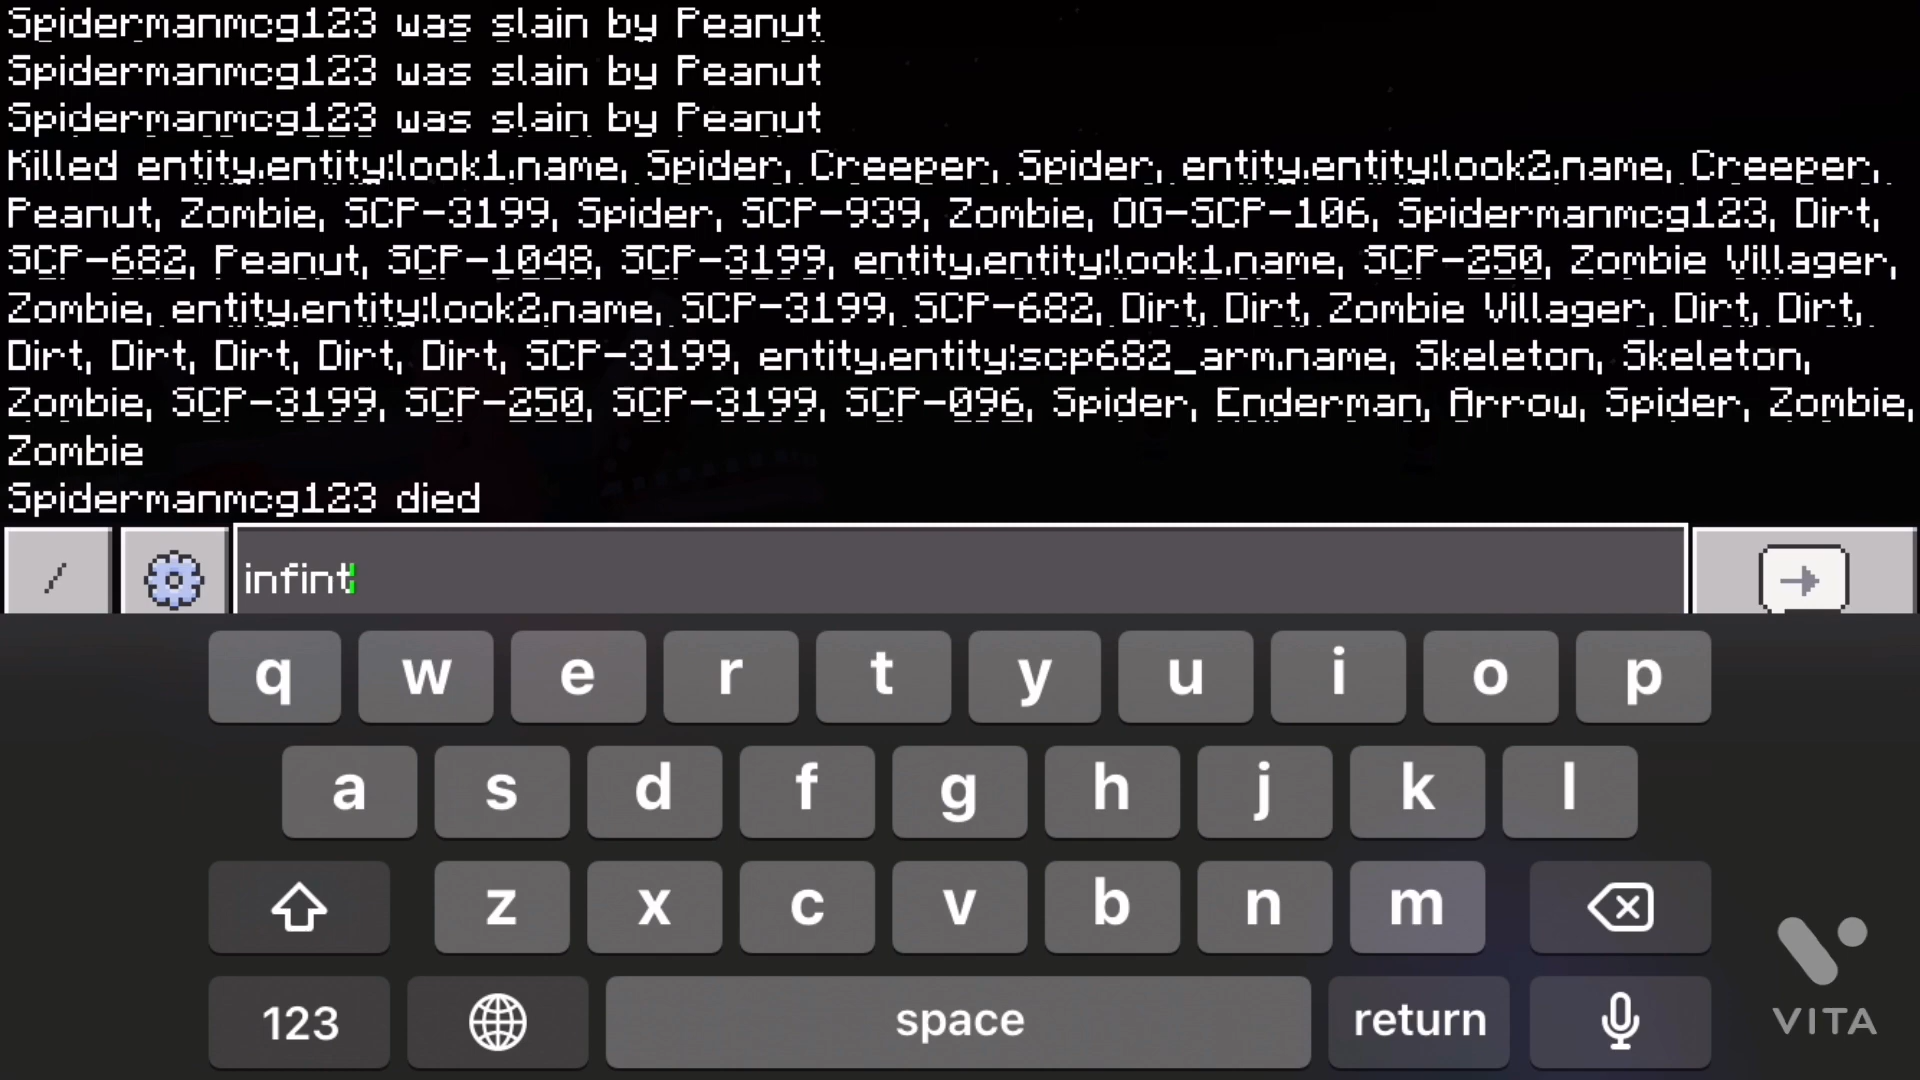 Spidermanmcg123 was slain by Peanut
Spidermanmcg123 was slain by Peanut
Spidermanmcg123 was slain by Peanut
Killed entity.entity:look1.name, Spider, Creeper, Spider, entity.entity:look2.name, Creeper,
Peanut, Zombie, SCP-3199, Spider, SCP-939, Zombie, OG-SCP-106, Spidermanmcg123, Dirt,
SCP-682, Peanut, SCP-1048, SCP-3199, entity.entity:look1.name, SCP-250, Zombie Villager,
Zombie, entity.entity:look2.name, SCP-3199, SCP-682, Dirt, Dirt, Zombie Villager, Dirt, Dirt,
Dirt, Dirt, Dirt, Dirt, Dirt, SCP-3199, entity.entity:scp682_arm.name, Skeleton, Skeleton,
Zombie, SCP-3199, SCP-250, SCP-3199, SCP-096, Spider, Enderman, Arrow, Spider, Zombie,
Zombie
Spidermanmcg123 died
/ infint
q w e r t y u i o p
a s d f g h j k l
z x c v b n m
123 space return
VITA